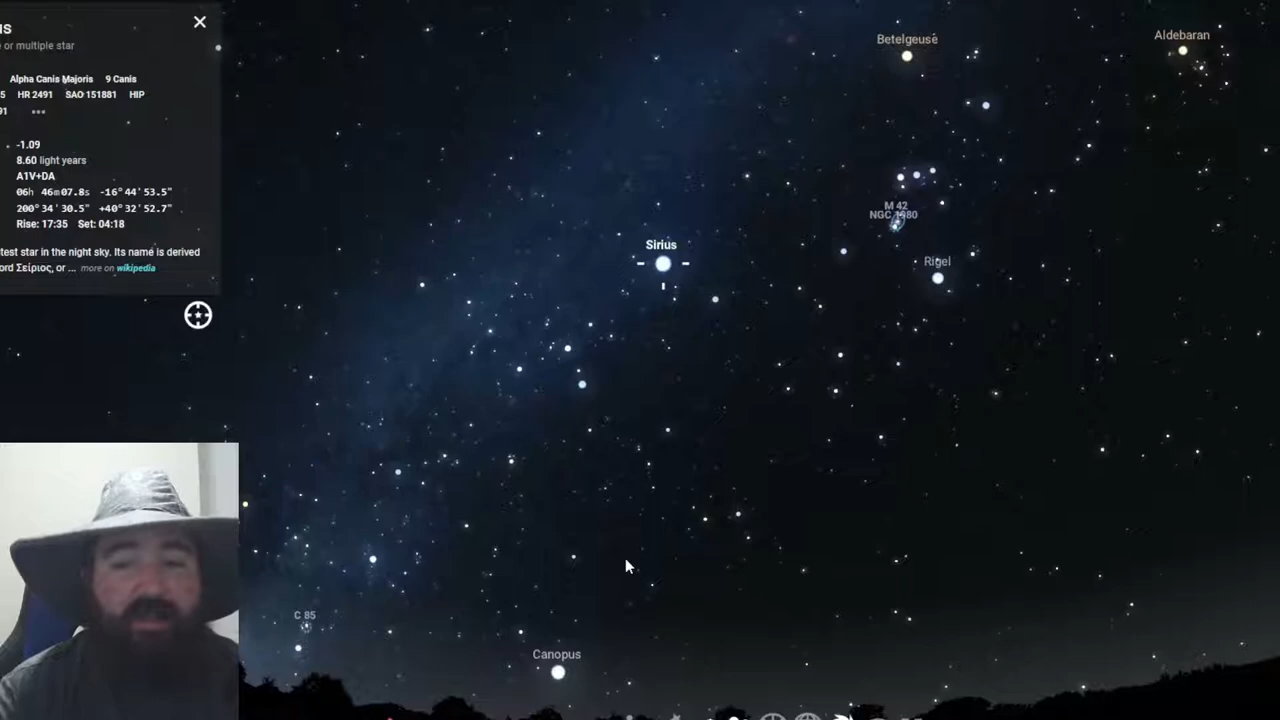 us
e or multiple star
Alpha Canis Majoris 9 Canis
5 HR 2491 SAO 151881 HIP
91 •••
-1.09
8.60 light years
A1V+DA
06h 46m07.8s -16°44'53.5"
200°34'30.5" +40°32'52.7"
Rise: 17:35 Set: 04:18
test star in the night sky. Its name is derived
ord Σείριος, or ... more on wikipedia
Betelgeuse
Aldebaran
M 42
NGC 1980
Sirius
Rigel
C 85
Canopus